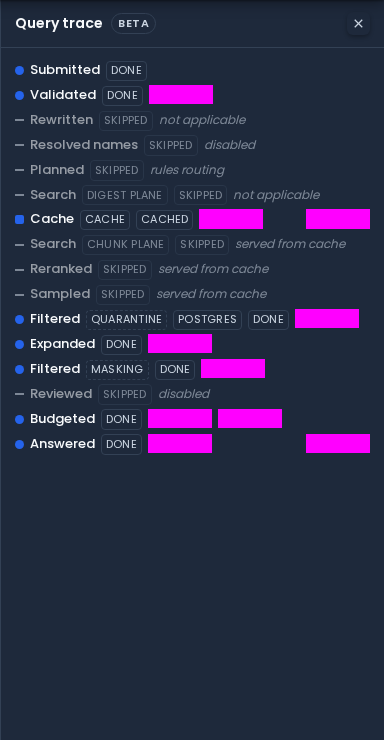 Query trace BETA
Submitted DONE
Validated DONE
Rewritten SKIPPED not applicable
Resolved names SKIPPED disabled
Planned SKIPPED rules routing
Search DIGEST PLANE SKIPPED not applicable
Cache CACHE CACHED
Search CHUNK PLANE SKIPPED served from cache
Reranked SKIPPED served from cache
Sampled SKIPPED served from cache
Filtered QUARANTINE POSTGRES DONE
Expanded DONE
Filtered MASKING DONE
Reviewed SKIPPED disabled
Budgeted DONE
Answered DONE